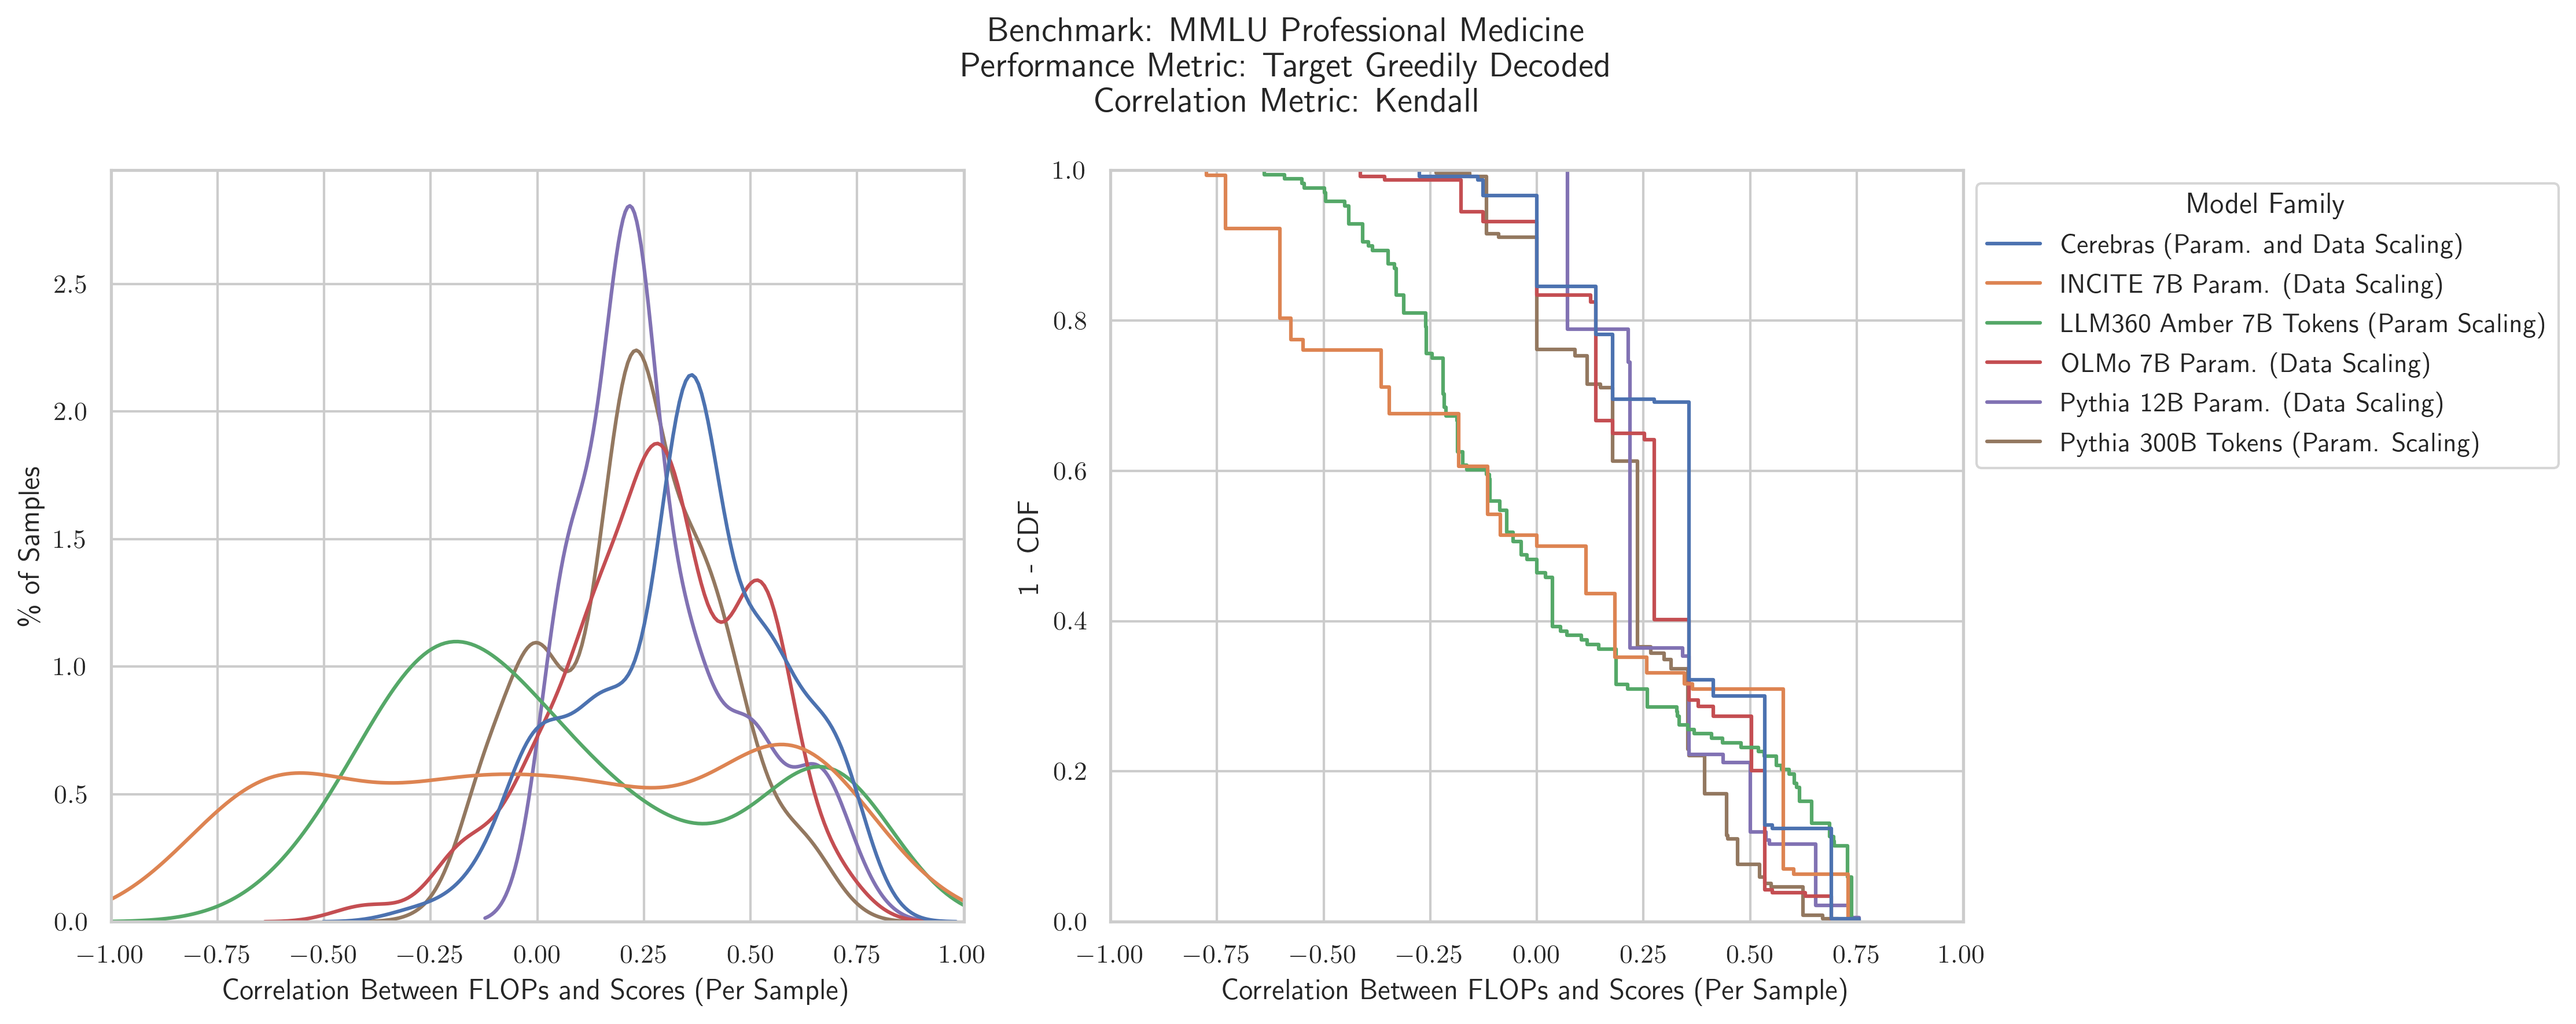 Benchmark: MMLU Professional Medicine
Performance Metric: Target Greedily Decoded
Correlation Metric: Kendall
% of Samples
2.5
2.0
1.5
1.0
0.5
0.0
−1.00 −0.75 −0.50 −0.25 0.00 0.25 0.50 0.75 1.00
Correlation Between FLOPs and Scores (Per Sample)
1 - CDF
1.0
0.8
0.6
0.4
0.2
0.0
−1.00 −0.75 −0.50 −0.25 0.00 0.25 0.50 0.75 1.00
Correlation Between FLOPs and Scores (Per Sample)
Model Family
Cerebras (Param. and Data Scaling)
INCITE 7B Param. (Data Scaling)
LLM360 Amber 7B Tokens (Param Scaling)
OLMo 7B Param. (Data Scaling)
Pythia 12B Param. (Data Scaling)
Pythia 300B Tokens (Param. Scaling)